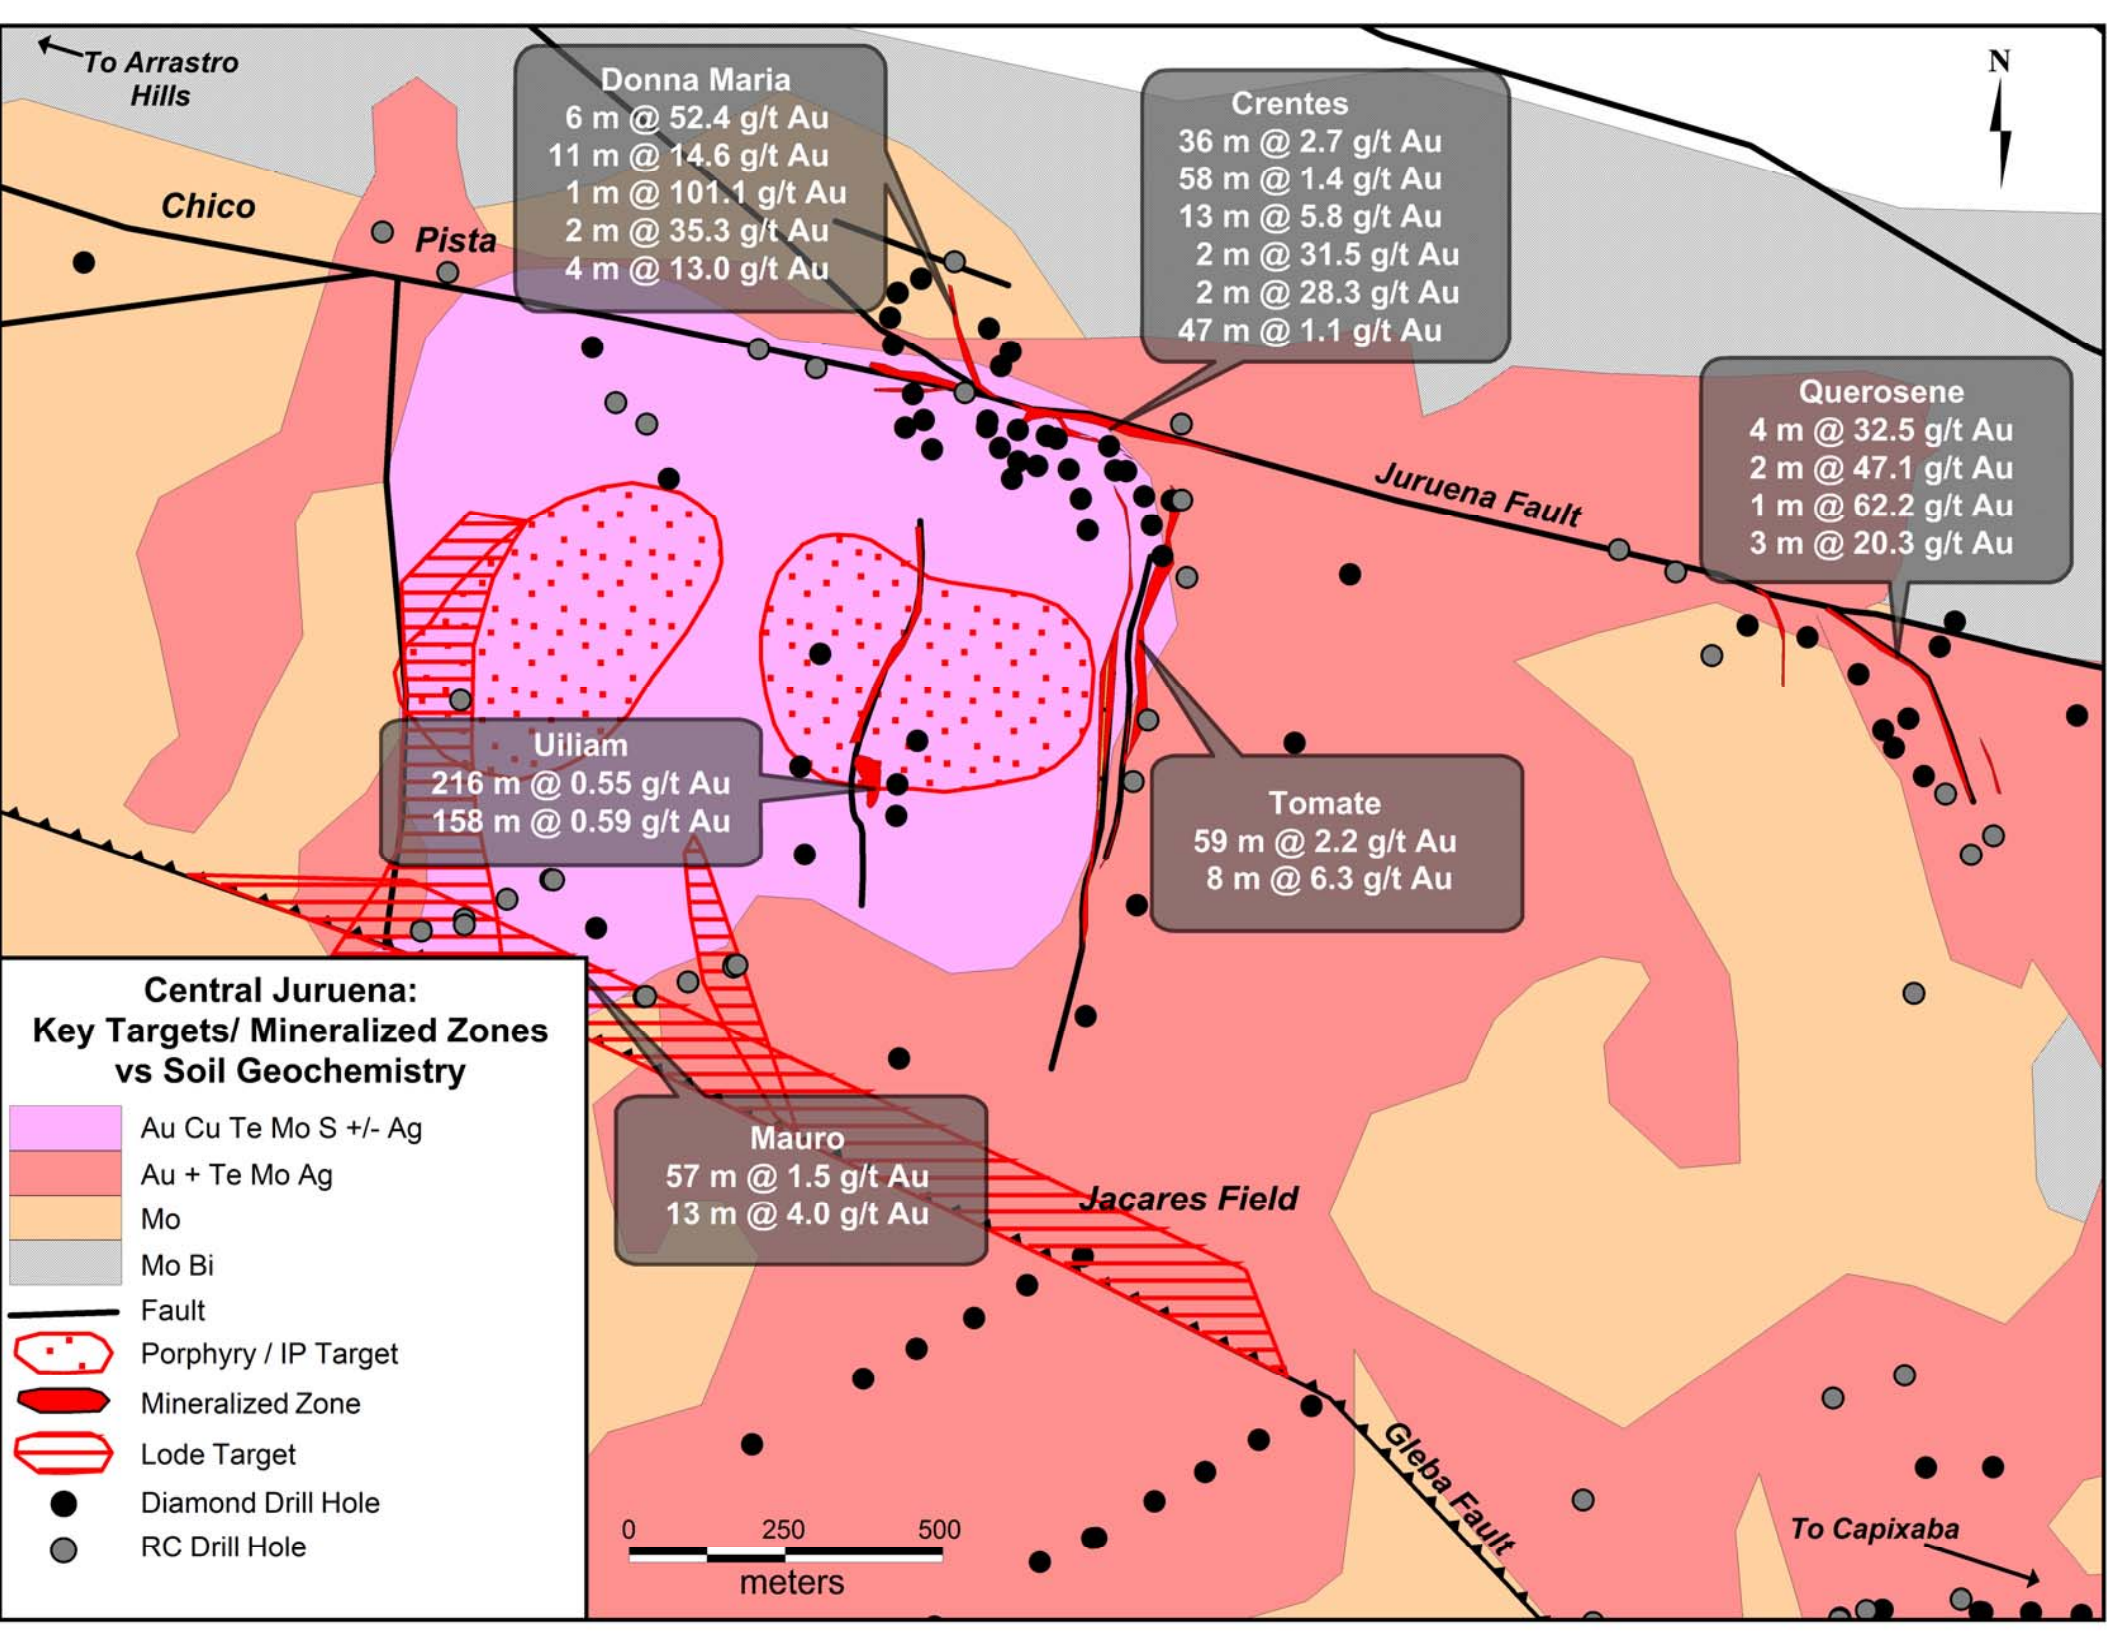 To Arrastro
Hills
N
Chico
Pista
Donna Maria
6 m @ 52.4 g/t Au
11 m @ 14.6 g/t Au
1 m @ 101.1 g/t Au
2 m @ 35.3 g/t Au
4 m @ 13.0 g/t Au
Crentes
36 m @ 2.7 g/t Au
58 m @ 1.4 g/t Au
13 m @ 5.8 g/t Au
2 m @ 31.5 g/t Au
2 m @ 28.3 g/t Au
47 m @ 1.1 g/t Au
Querosene
4 m @ 32.5 g/t Au
2 m @ 47.1 g/t Au
1 m @ 62.2 g/t Au
3 m @ 20.3 g/t Au
Juruena Fault
Uiliam
216 m @ 0.55 g/t Au
158 m @ 0.59 g/t Au
Tomate
59 m @ 2.2 g/t Au
8 m @ 6.3 g/t Au
Mauro
57 m @ 1.5 g/t Au
13 m @ 4.0 g/t Au
Jacares Field
Gleba Fault
To Capixaba
Central Juruena:
Key Targets/ Mineralized Zones
vs Soil Geochemistry
Au Cu Te Mo S +/- Ag
Au + Te Mo Ag
Mo
Mo Bi
Fault
Porphyry / IP Target
Mineralized Zone
Lode Target
Diamond Drill Hole
RC Drill Hole
0 250 500
meters